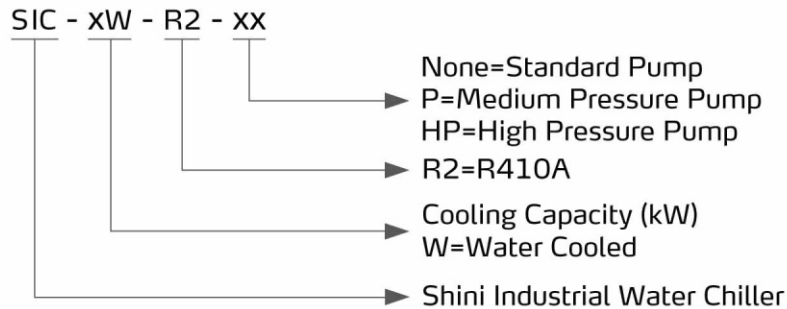 SIC - xW - R2 - xx
None=Standard Pump
P=Medium Pressure Pump
HP=High Pressure Pump
R2=R410A
Cooling Capacity (kW)
W=Water Cooled
Shini Industrial Water Chiller